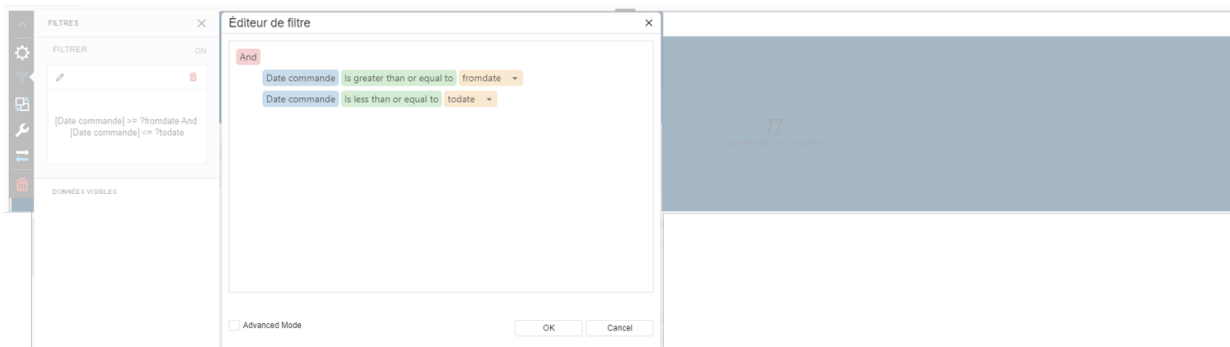 FILTRES
FILTRER
ON
[Date commande] >= ?fromdate And
[Date commande] <= ?todate
DONNÉES VISIBLES
Éditeur de filtre
And
Date commande Is greater than or equal to fromdate
Date commande Is less than or equal to todate
Advanced Mode
OK
Cancel
77